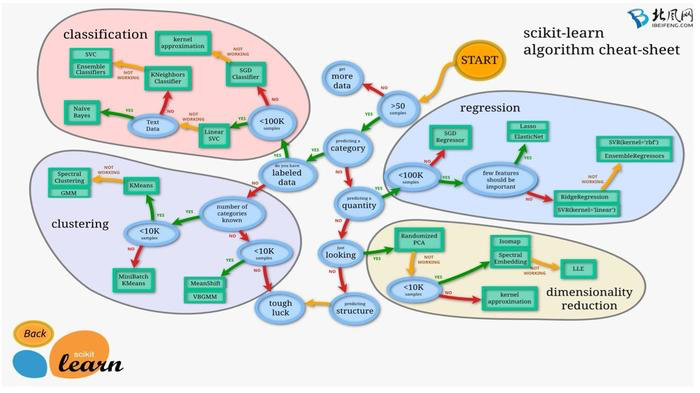 北风网
IBEIFENG.COM
scikit-learn
algorithm cheat-sheet
classification
kernel
approximation
NOT
WORKING
SVC
Ensemble
Classifiers
NOT
WORKING
KNeighbors
Classifier
SGD
Classifier
NO
NO
Naive
Bayes
YES
Text
Data
NOT
WORKING
Linear
SVC
YES
<100K
samples
YES
START
get
more
data
NO
>50
samples
YES
predicting a
category
YES
do you have
labeled
data
NO
NO
predicting a
quantity
YES
NO
just
looking
YES
NO
predicting
structure
tough
luck
regression
SGD
Regressor
NO
<100K
samples
YES
few features
should be
important
YES
Lasso
ElasticNet
NO
RidgeRegression
SVR(kernel='linear')
NOT
WORKING
SVR(kernel='rbf')
EnsembleRegressors
clustering
Spectral
Clustering
GMM
NOT
WORKING
KMeans
YES
number of
categories
known
YES
NO
<10K
samples
NO
MiniBatch
KMeans
<10K
samples
YES
NO
MeanShift
VBGMM
dimensionality
reduction
Randomized
PCA
NOT
WORKING
<10K
samples
YES
NO
Isomap
Spectral
Embedding
NOT
WORKING
LLE
kernel
approximation
Back
scikit
learn